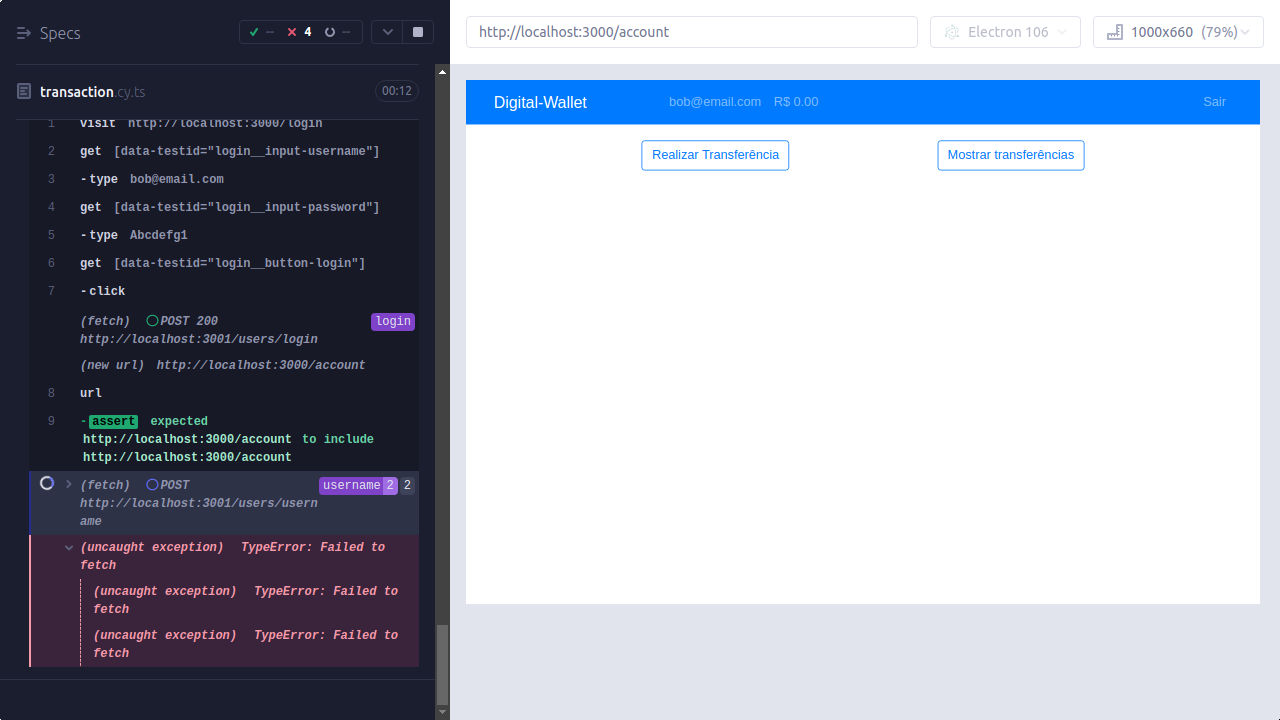 Specs
-- 4 --
transaction.cy.ts 00:12
1 visit http://localhost:3000/login
2 get [data-testid="login__input-username"]
3 -type bob@email.com
4 get [data-testid="login__input-password"]
5 -type Abcdefg1
6 get [data-testid="login__button-login"]
7 -click
(fetch) POST 200 login
http://localhost:3001/users/login
(new url) http://localhost:3000/account
8 url
9 -assert expected
http://localhost:3000/account to include
http://localhost:3000/account
(fetch) POST username 2 2
http://localhost:3001/users/usern
ame
(uncaught exception) TypeError: Failed to
fetch
(uncaught exception) TypeError: Failed to
fetch
(uncaught exception) TypeError: Failed to
fetch
http://localhost:3000/account
Electron 106
1000x660 (79%)
Digital-Wallet bob@email.com R$ 0.00 Sair
Realizar Transferência Mostrar transferências